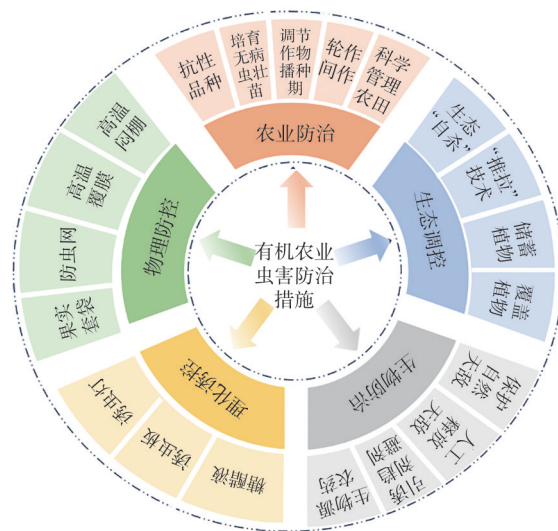 有机农业
虫害防治
措施
农业防治
抗性
品种
培育
无病
虫壮
苗
调节
作物
播种
期
轮作
间作
科学
管理
农田
生态调控
生态
“自杀”
“推拉”
技术
储蓄
植物
覆盖
植物
生物防治
保护
自然
天敌
人工
释放
天敌
引诱
剂趋
避剂
生物源
农药
理化诱控
糖醋液
诱虫板
诱虫灯
物理防控
果实
套袋
防虫网
高温
覆膜
高温
闷棚